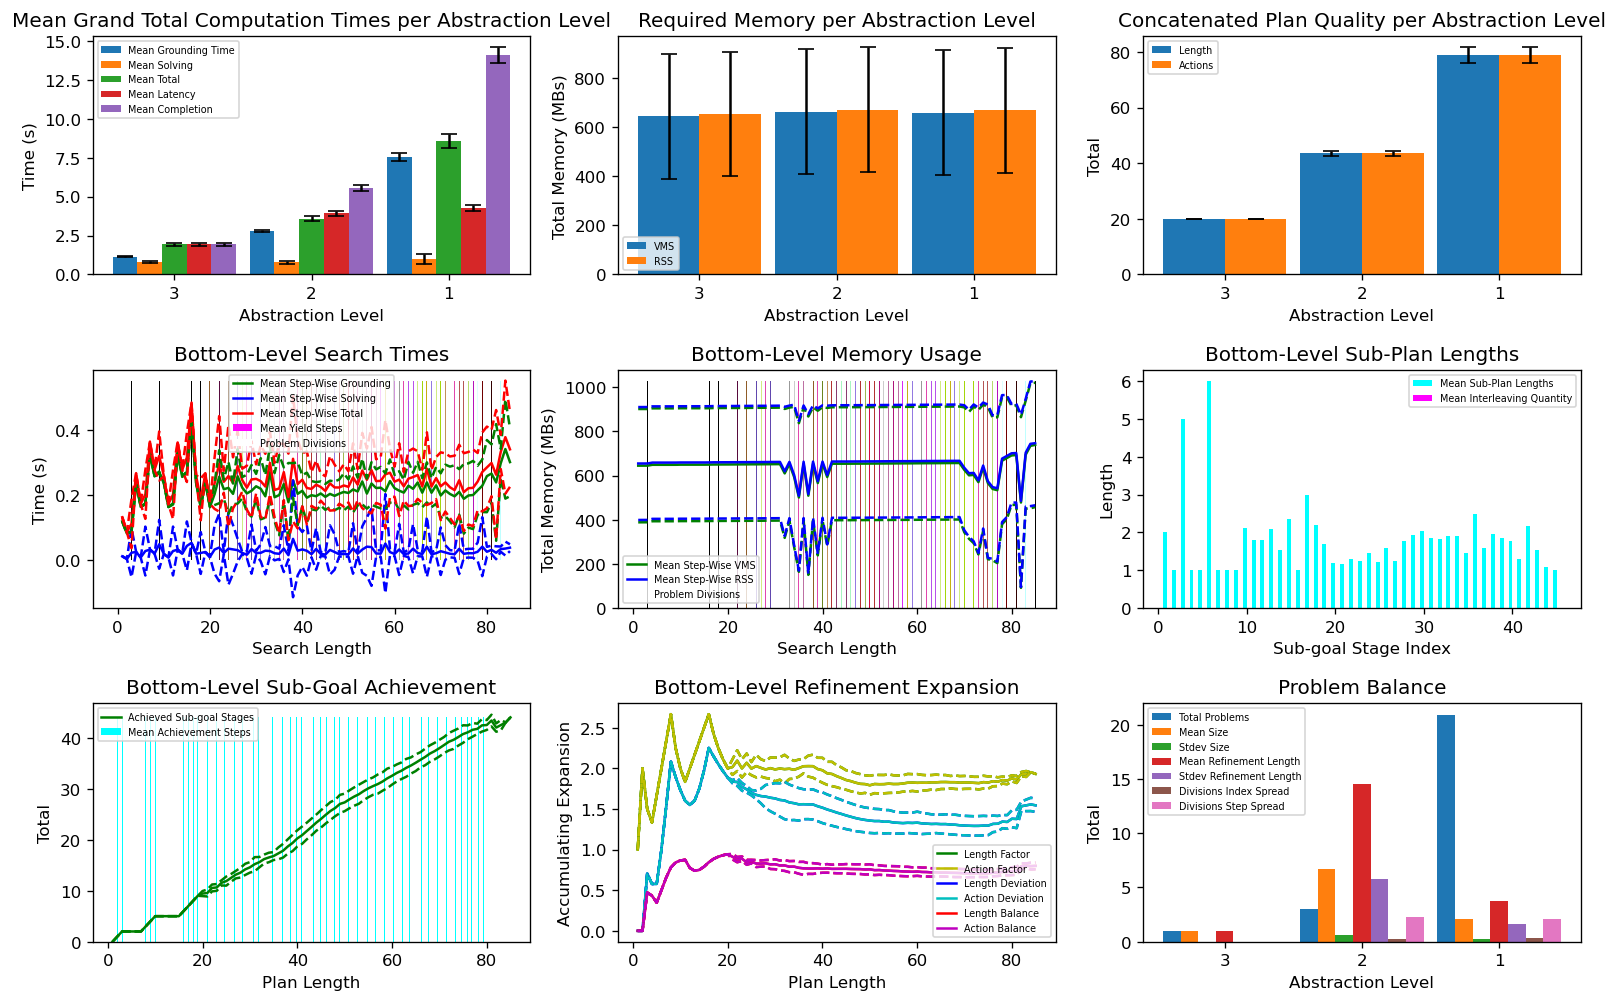 Mean Grand Total Computation Times per Abstraction Level
15.0
12.5
10.0
7.5
5.0
2.5
0.0
Time (s)
Mean Grounding Time
Mean Solving
Mean Total
Mean Latency
Mean Completion
3 2 1
Abstraction Level
Required Memory per Abstraction Level
800
600
400
200
0
Total Memory (MBs)
VMS
RSS
3 2 1
Abstraction Level
Concatenated Plan Quality per Abstraction Level
80
60
40
20
0
Total
Length
Actions
3 2 1
Abstraction Level
Bottom-Level Search Times
0.4
0.2
0.0
Time (s)
Mean Step-Wise Grounding
Mean Step-Wise Solving
Mean Step-Wise Total
Mean Yield Steps
Problem Divisions
0 20 40 60 80
Search Length
Bottom-Level Memory Usage
1000
800
600
400
200
0
Total Memory (MBs)
Mean Step-Wise VMS
Mean Step-Wise RSS
Problem Divisions
0 20 40 60 80
Search Length
Bottom-Level Sub-Plan Lengths
6
5
4
3
2
1
0
Length
Mean Sub-Plan Lengths
Mean Interleaving Quantity
0 10 20 30 40
Sub-goal Stage Index
Bottom-Level Sub-Goal Achievement
40
30
20
10
0
Total
Achieved Sub-goal Stages
Mean Achievement Steps
0 20 40 60 80
Plan Length
Bottom-Level Refinement Expansion
2.5
2.0
1.5
1.0
0.5
0.0
Accumulating Expansion
Length Factor
Action Factor
Length Deviation
Action Deviation
Length Balance
Action Balance
0 20 40 60 80
Plan Length
Problem Balance
20
15
10
5
0
Total
Total Problems
Mean Size
Stdev Size
Mean Refinement Length
Stdev Refinement Length
Divisions Index Spread
Divisions Step Spread
3 2 1
Abstraction Level